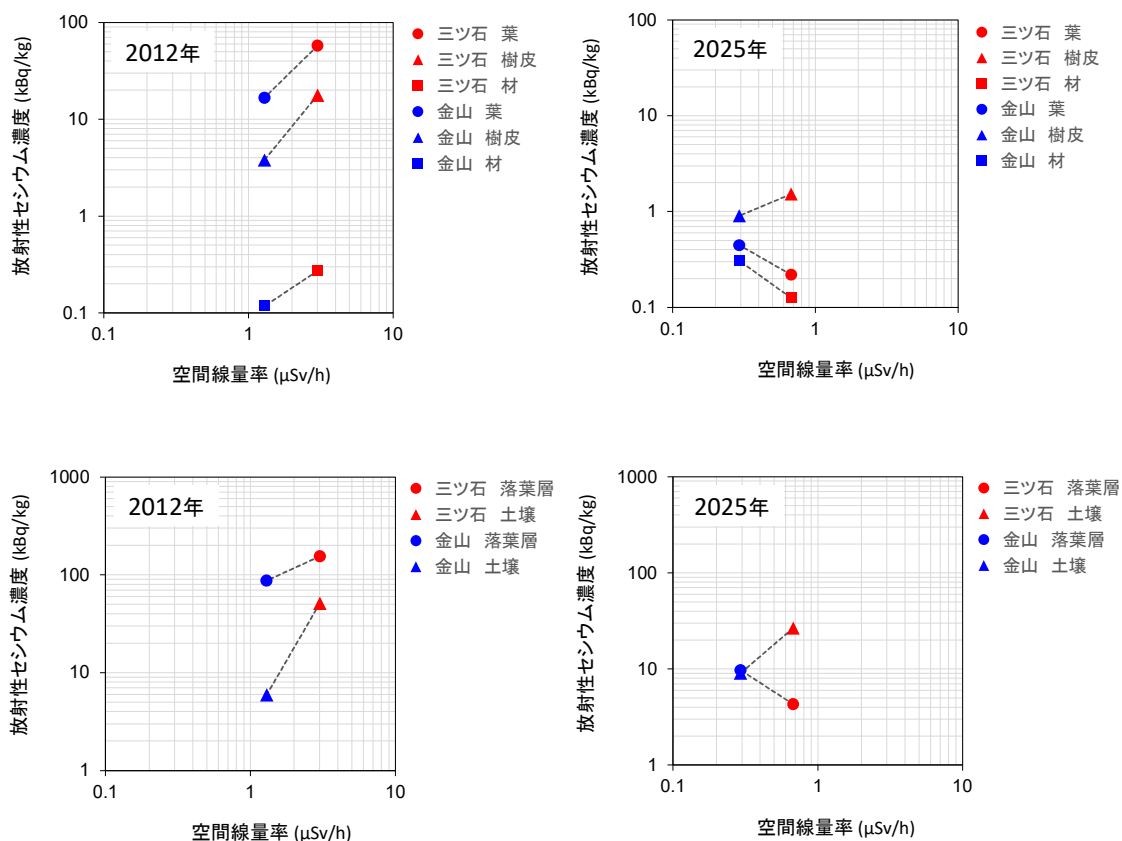 2012年
放射性セシウム濃度 (kBq/kg)
100
10
1
0.1
0.1
1
10
空間線量率 (μSv/h)
三ツ石 葉
三ツ石 樹皮
三ツ石 材
金山 葉
金山 樹皮
金山 材
2025年
放射性セシウム濃度 (kBq/kg)
100
10
1
0.1
0.1
1
10
空間線量率 (μSv/h)
三ツ石 葉
三ツ石 樹皮
三ツ石 材
金山 葉
金山 樹皮
金山 材
2012年
放射性セシウム濃度 (kBq/kg)
1000
100
10
1
0.1
1
10
空間線量率 (μSv/h)
三ツ石 落葉層
三ツ石 土壌
金山 落葉層
金山 土壌
2025年
放射性セシウム濃度 (kBq/kg)
1000
100
10
1
0.1
1
10
空間線量率 (μSv/h)
三ツ石 落葉層
三ツ石 土壌
金山 落葉層
金山 土壌